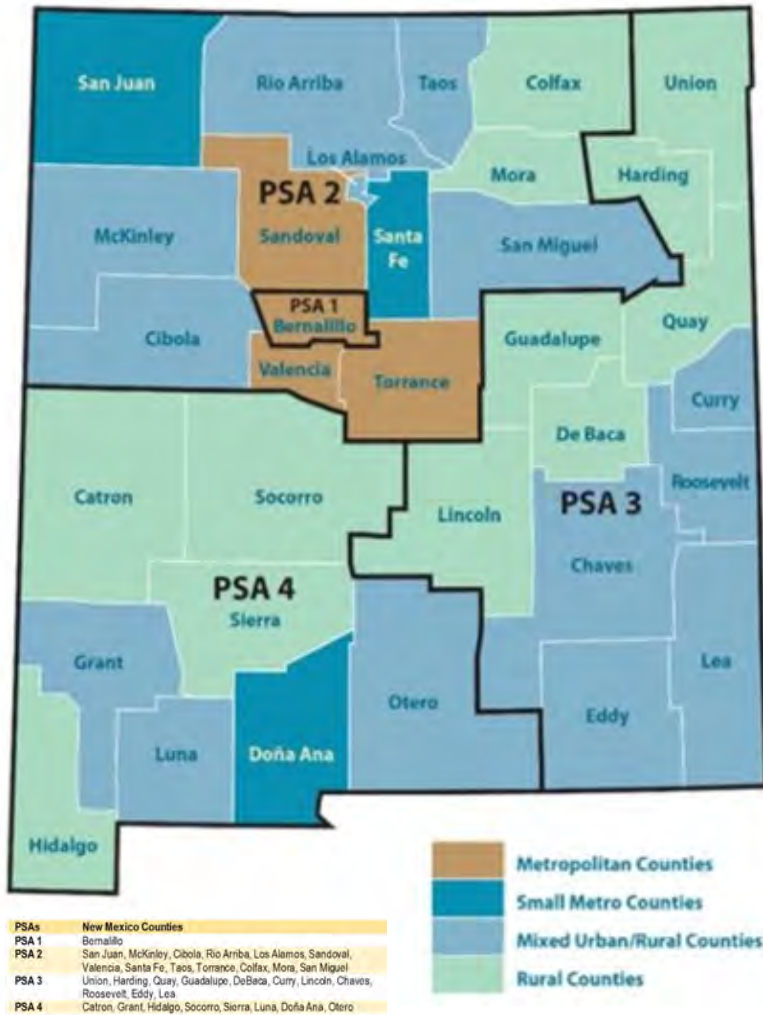 San Juan
Rio Arriba
Taos
Colfax
Union
Los Alamos
Mora
Harding
PSA 2
McKinley
Sandoval
Santa
Fe
San Miguel
PSA 1
Bernalillo
Quay
Guadalupe
Cibola
Valencia
Torrance
Curry
De Baca
Catron
Socorro
Lincoln
PSA 3
Roosevelt
Chaves
PSA 4
Sierra
Grant
Lea
Otero
Eddy
Luna
Doña Ana
Hidalgo
Metropolitan Counties
Small Metro Counties
Mixed Urban/Rural Counties
Rural Counties
PSAs New Mexico Counties
PSA 1 Bernalillo
PSA 2 San Juan, McKinley, Cibola, Rio Arriba, Los Alamos, Sandoval,
Valencia, Santa Fe, Taos, Torrance, Colfax, Mora, San Miguel
PSA 3 Union, Harding, Quay, Guadalupe, DeBaca, Curry, Lincoln, Chaves,
Roosevelt, Eddy, Lea
PSA 4 Catron, Grant, Hidalgo, Socorro, Sierra, Luna, Doña Ana, Otero